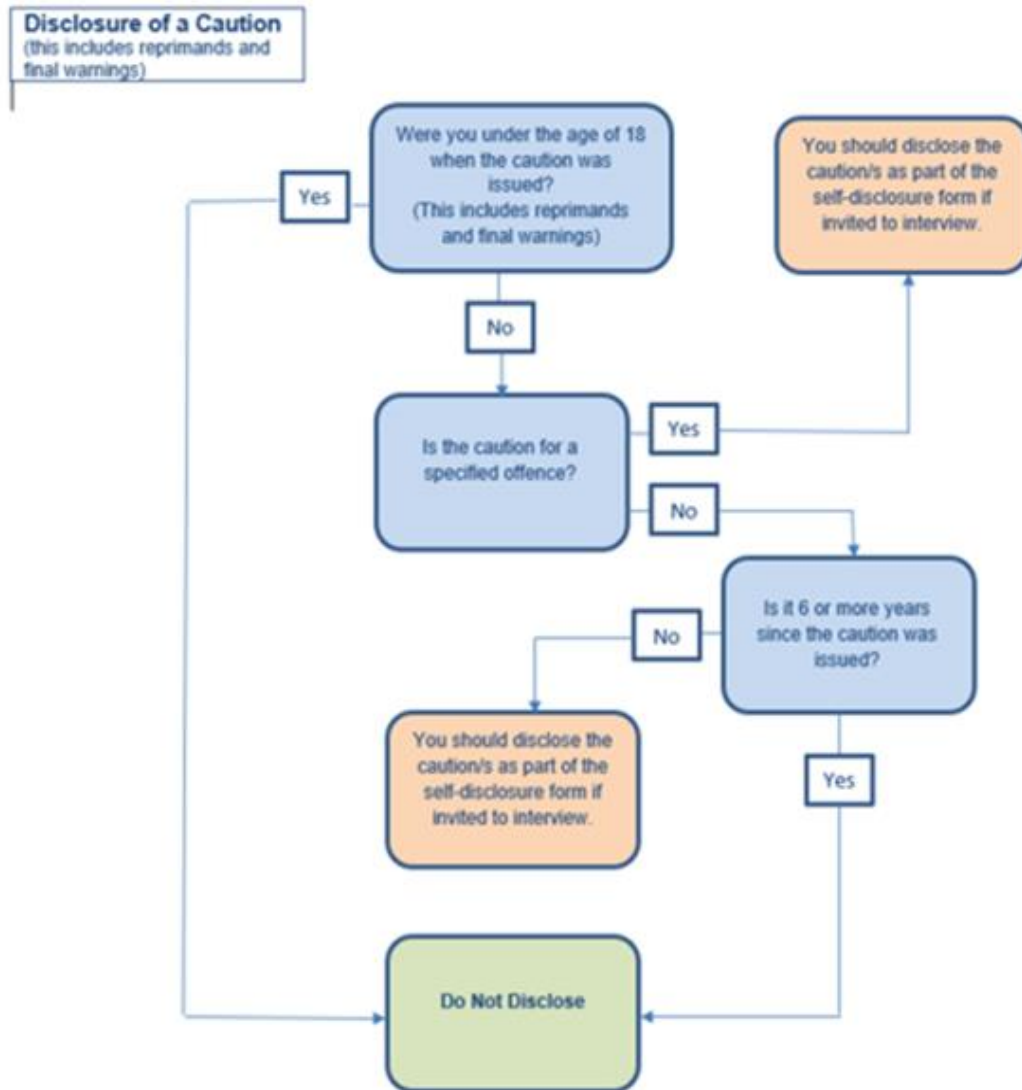 Disclosure of a Caution
(this includes reprimands and
final warnings)
Were you under the age of 18
when the caution was
issued?
(This includes reprimands
and final warnings)
Yes
You should disclose the
caution/s as part of the
self-disclosure form if
invited to interview.
No
Is the caution for a
specified offence?
Yes
No
Is it 6 or more years
since the caution was
issued?
No
You should disclose the
caution/s as part of the
self-disclosure form if
invited to interview.
Yes
Do Not Disclose